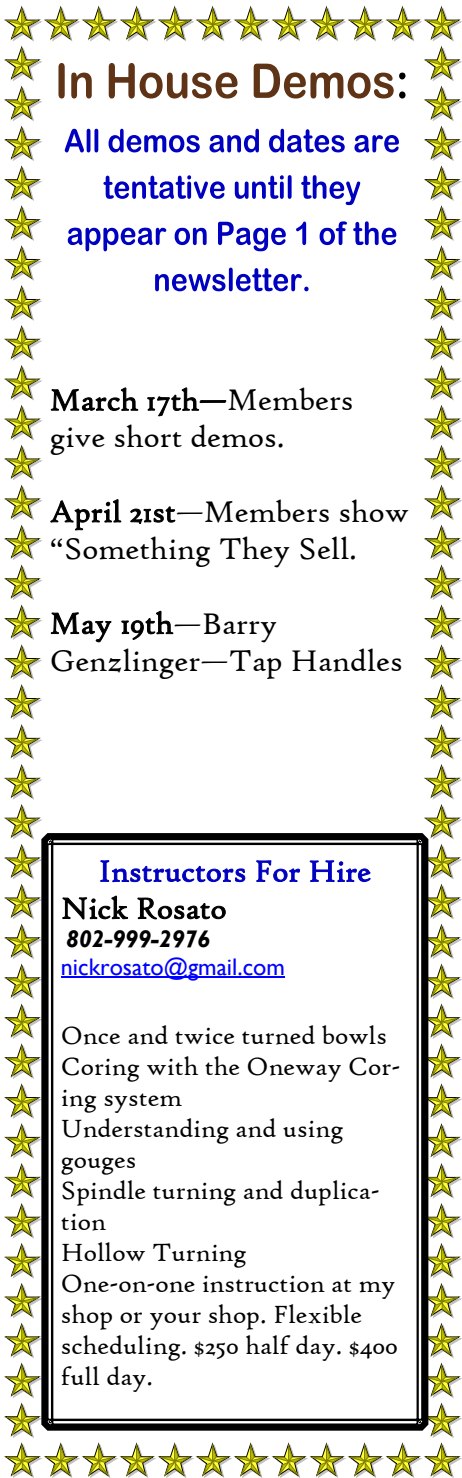 In House Demos:
All demos and dates are
tentative until they
appear on Page 1 of the
newsletter.
March 17th—Members
give short demos.
April 21st—Members show
“Something They Sell.
May 19th—Barry
Genzlinger—Tap Handles
Instructors For Hire
Nick Rosato
802-999-2976
nickrosato@gmail.com
Once and twice turned bowls
Coring with the Oneway Cor-
ing system
Understanding and using
gouges
Spindle turning and duplica-
tion
Hollow Turning
One-on-one instruction at my
shop or your shop. Flexible
scheduling. $250 half day. $400
full day.